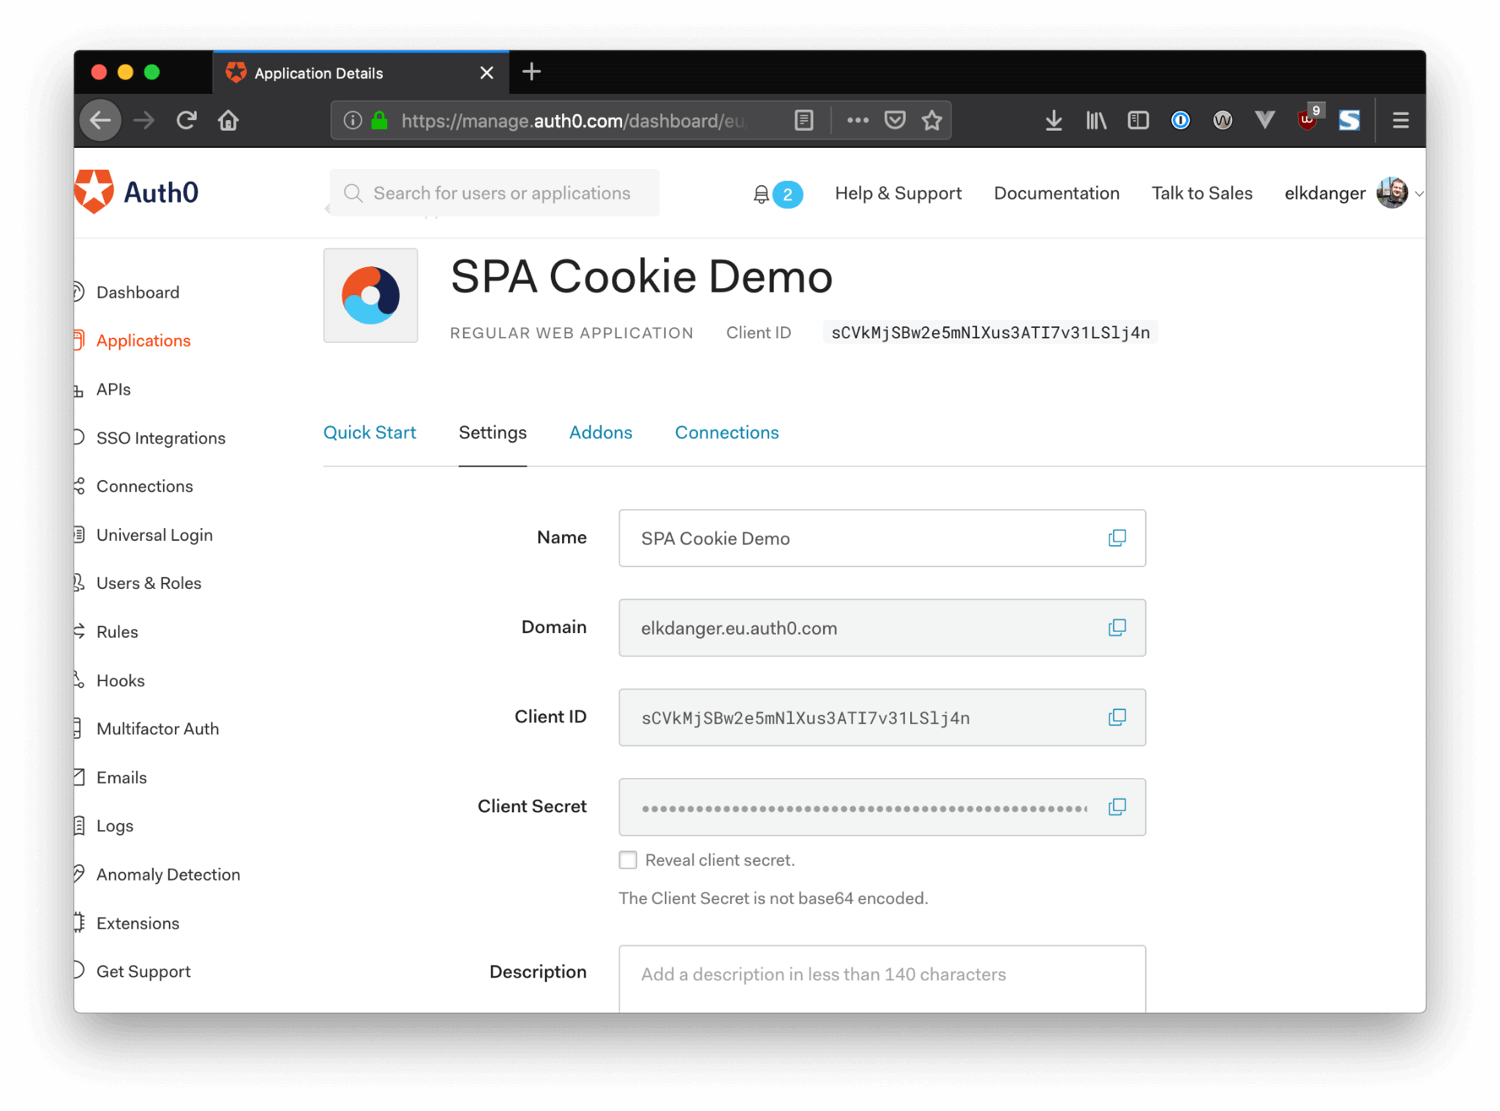 Application Details
https://manage.auth0.com/dashboard/eu
9
Auth0
Search for users or applications
2
Help & Support
Documentation
Talk to Sales
elkdanger
SPA Cookie Demo
REGULAR WEB APPLICATION
Client ID
sCVkMjSBw2e5mNlXus3ATI7v31LSlj4n
Dashboard
Applications
APIs
SSO Integrations
Connections
Universal Login
Users & Roles
Rules
Hooks
Multifactor Auth
Emails
Logs
Anomaly Detection
Extensions
Get Support
Quick Start
Settings
Addons
Connections
Name
SPA Cookie Demo
Domain
elkdanger.eu.auth0.com
Client ID
sCVkMjSBw2e5mNlXus3ATI7v31LSlj4n
Client Secret
Reveal client secret.
The Client Secret is not base64 encoded.
Description
Add a description in less than 140 characters